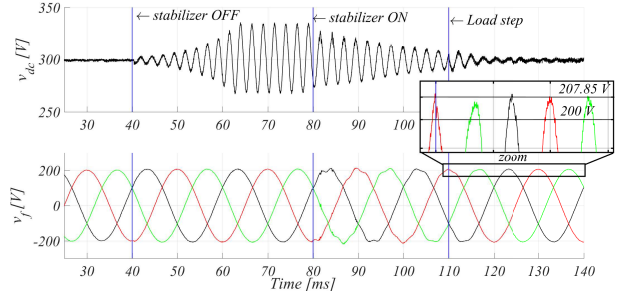 ← stabilizer OFF
← stabilizer ON
← Load step
350
300
250
v_dc [V]
30 40 50 60 70 80 90 100
207.85 V
200 V
zoom
200
0
-200
v_f [V]
30 40 50 60 70 80 90 100 110 120 130 140
Time [ms]